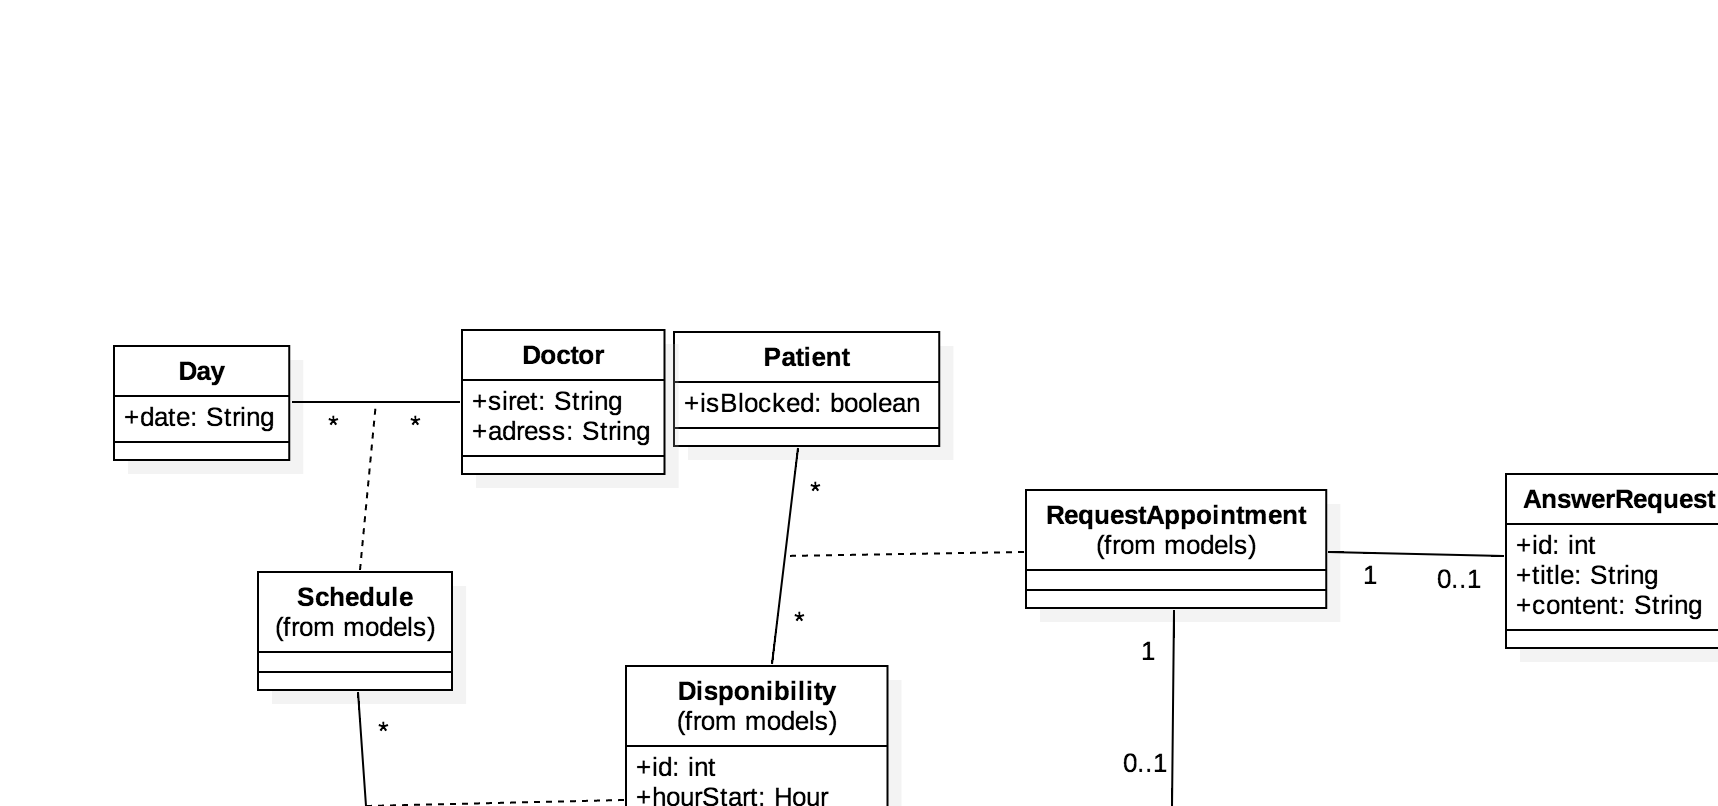 Day
+date: String
*
*
Doctor
+siret: String
+adress: String
Patient
+isBlocked: boolean
*
*
RequestAppointment
(from models)
1
0..1
AnswerRequest
+id: int
+title: String
+content: String
1
0..1
Schedule
(from models)
*
Disponibility
(from models)
+id: int
+hourStart: Hour